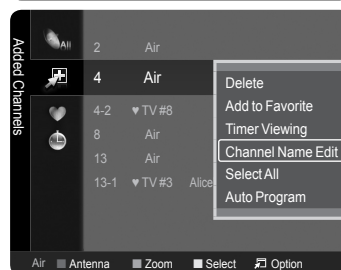 Added Channels
All
2 Air
4 Air
4-2 ♥ TV #8
8 Air
13 Air
13-1 ♥ TV #3 Alice
Delete
Add to Favorite
Timer Viewing
Channel Name Edit
Select All
Auto Program
Air Antenna Zoom Select Option